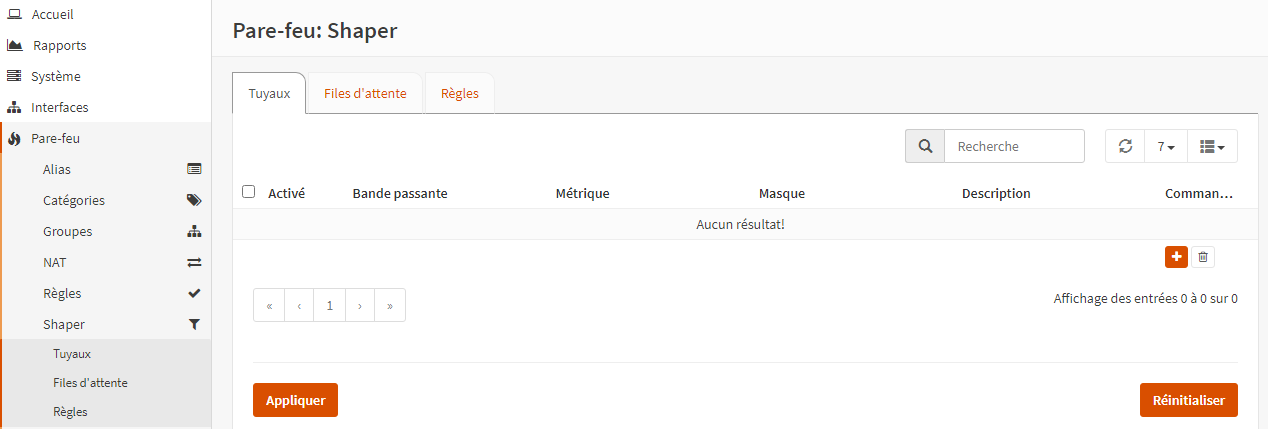 Accueil
Rapports
Système
Interfaces
Pare-feu
Alias
Catégories
Groupes
NAT
Règles
Shaper
Tuyaux
Files d'attente
Règles
Pare-feu: Shaper
Tuyaux Files d'attente Règles
Recherche 7
Activé Bande passante Métrique Masque Description Comman...
Aucun résultat!
« ‹ 1 › »
Affichage des entrées 0 à 0 sur 0
Appliquer Réinitialiser